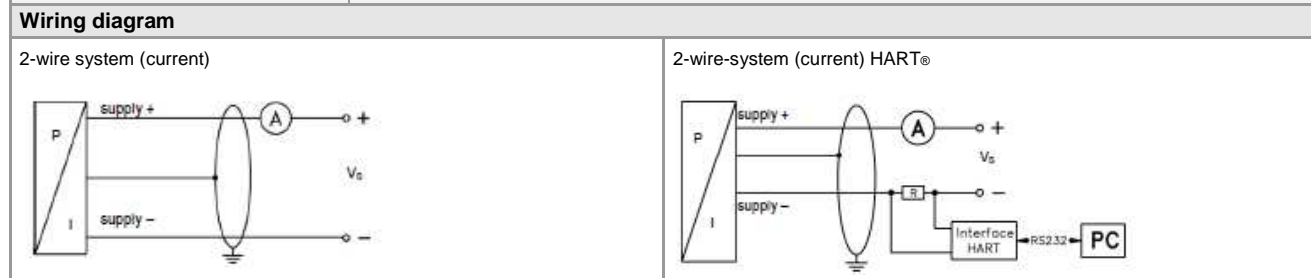 Wiring diagram
2-wire system (current)
P
I
supply +
supply –
A
+
Vs
–
2-wire-system (current) HART®
P
I
supply +
supply –
A
+
Vs
–
R
Interface
HART
RS232
PC